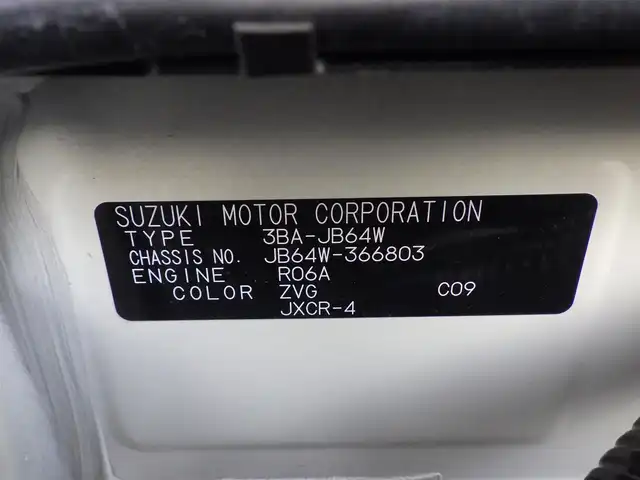 SUZUKI MOTOR CORPORATION
TYPE 3BA-JB64W
CHASSIS NO. JB64W-366803
ENGINE R06A
COLOR ZVG C09
JXCR-4